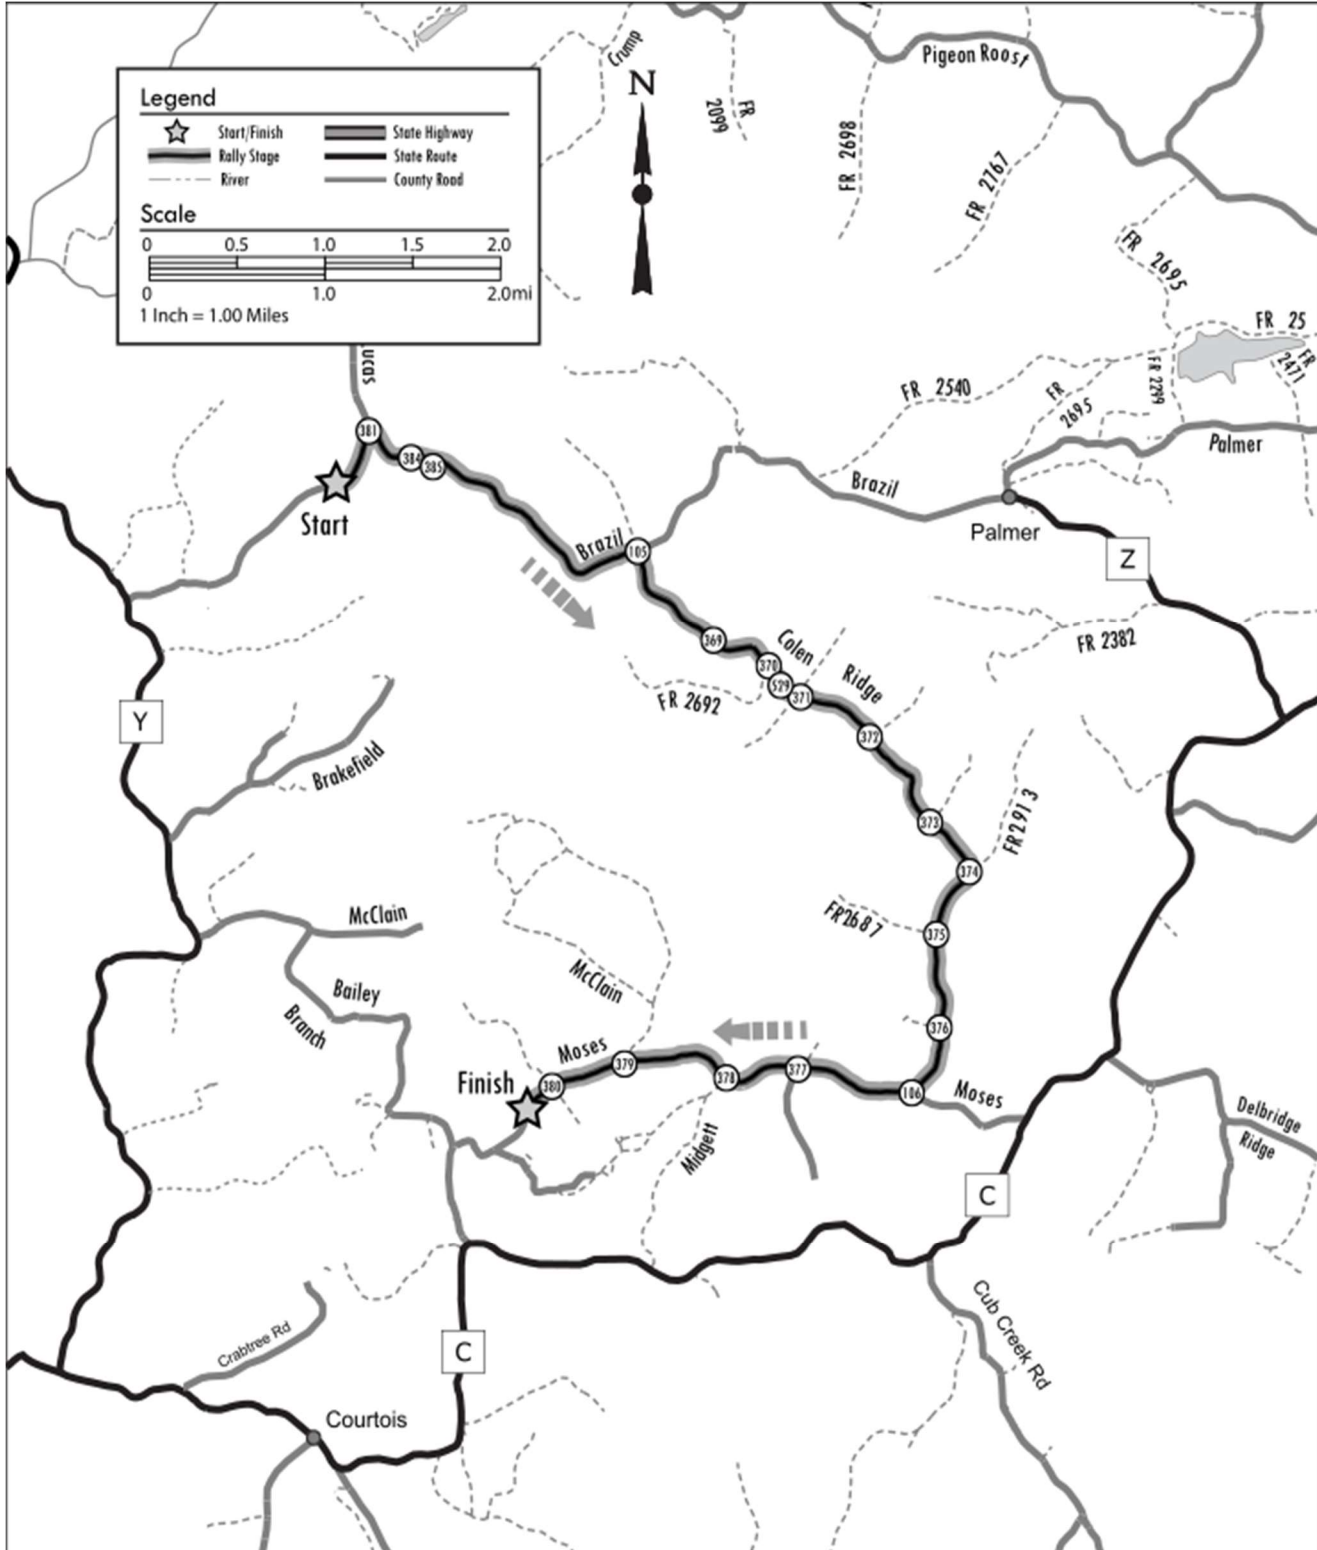 Crump
Pigeon Roost
N
FR
2099
FR 2698
FR 2767
FR 2695
Legend
Start/Finish
State Highway
Rally Stage
State Route
River
County Road
Scale
0 0.5 1.0 1.5 2.0
0 1.0 2.0mi
1 Inch = 1.00 Miles
FR 25
FR
2471
FR 2299
ucas
FR 2540
FR
2695
Palmer
381
384
385
Start
Brazil
Palmer
Brazil
105
Z
369
Colen
Ridge
370
529
371
FR 2692
FR 2382
372
Y
Brakefield
373
FR2913
374
McClain
FR2687
375
McClain
Bailey
Branch
376
Moses
379
378
377
Finish
380
106
Moses
Midgett
Delbridge
Ridge
C
Cub Creek Rd
Crabtree Rd
C
Courtois